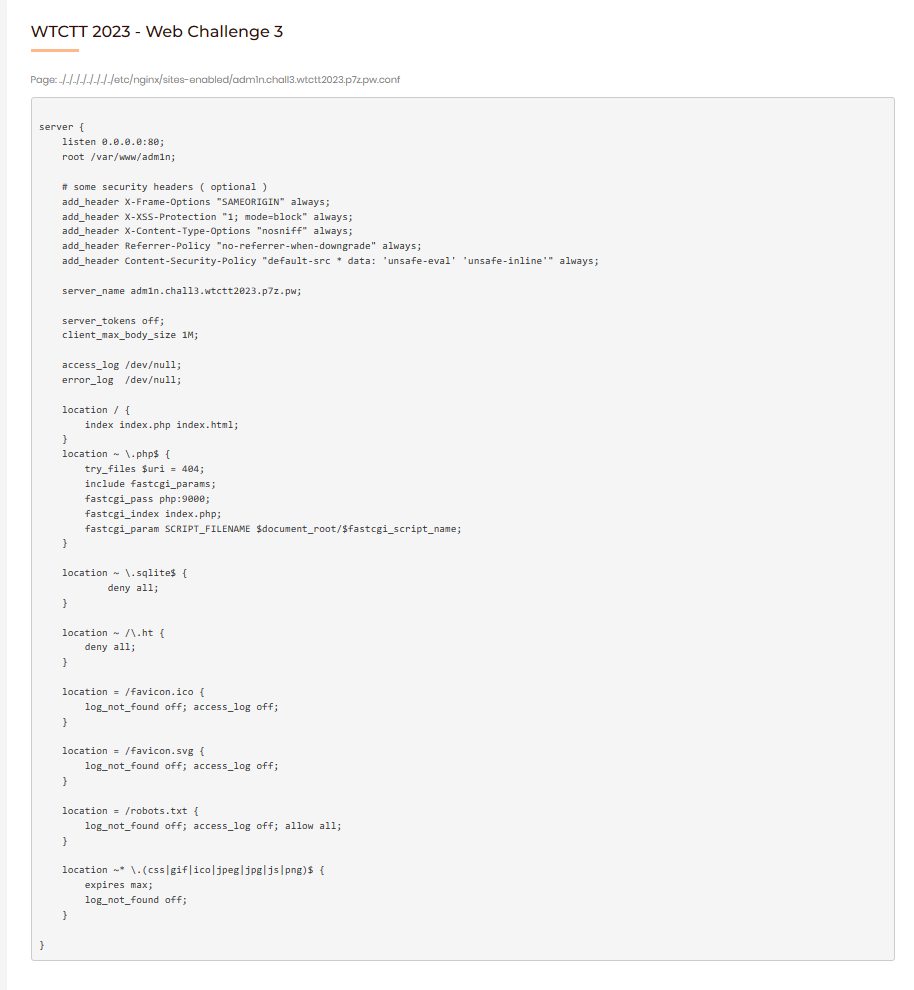 WTCTT 2023 - Web Challenge 3
Page: ../../../../../../../../etc/nginx/sites-enabled/adm1n.chall3.wtctt2023.p7z.pw.conf
server {
    listen 0.0.0.0:80;
    root /var/www/adm1n;
    # some security headers ( optional )
    add_header X-Frame-Options "SAMEORIGIN" always;
    add_header X-XSS-Protection "1; mode=block" always;
    add_header X-Content-Type-Options "nosniff" always;
    add_header Referrer-Policy "no-referrer-when-downgrade" always;
    add_header Content-Security-Policy "default-src * data: 'unsafe-eval' 'unsafe-inline'" always;
    server_name adm1n.chall3.wtctt2023.p7z.pw;
    server_tokens off;
    client_max_body_size 1M;
    access_log /dev/null;
    error_log  /dev/null;
    location / {
        index index.php index.html;
    }
    location ~ \.php$ {
        try_files $uri = 404;
        include fastcgi_params;
        fastcgi_pass php:9000;
        fastcgi_index index.php;
        fastcgi_param SCRIPT_FILENAME $document_root/$fastcgi_script_name;
    }
    location ~ \.sqlite$ {
            deny all;
    }
    location ~ /\.ht {
        deny all;
    }
    location = /favicon.ico {
        log_not_found off; access_log off;
    }
    location = /favicon.svg {
        log_not_found off; access_log off;
    }
    location = /robots.txt {
        log_not_found off; access_log off; allow all;
    }
    location ~* \.(css|gif|ico|jpeg|jpg|js|png)$ {
        expires max;
        log_not_found off;
    }
}